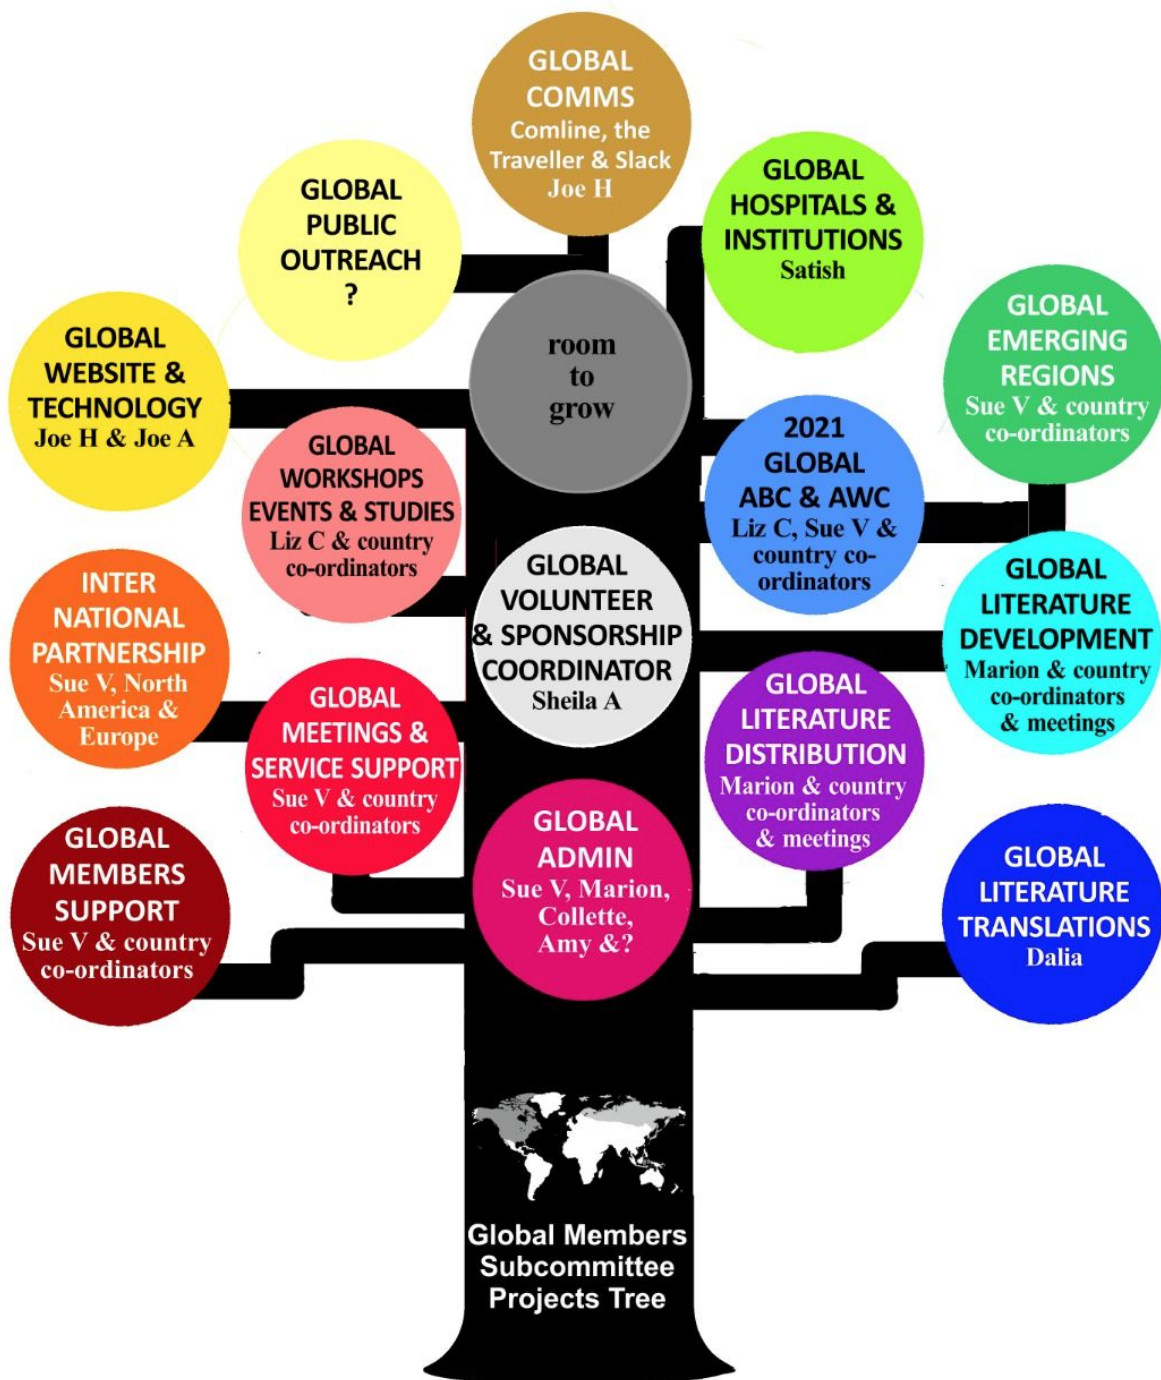 GLOBAL
COMMS
Comline, the
Traveller & Slack
Joe H
GLOBAL
PUBLIC
OUTREACH
?
GLOBAL
HOSPITALS &
INSTITUTIONS
Satish
GLOBAL
WEBSITE &
TECHNOLOGY
Joe H & Joe A
room
to
grow
GLOBAL
EMERGING
REGIONS
Sue V & country
co-ordinators
GLOBAL
WORKSHOPS
EVENTS & STUDIES
Liz C & country
co-ordinators
2021
GLOBAL
ABC & AWC
Liz C, Sue V &
country co-
ordinators
INTER
NATIONAL
PARTNERSHIP
Sue V, North
America &
Europe
GLOBAL
VOLUNTEER
& SPONSORSHIP
COORDINATOR
Sheila A
GLOBAL
LITERATURE
DEVELOPMENT
Marion & country
co-ordinators
& meetings
GLOBAL
MEETINGS &
SERVICE SUPPORT
Sue V & country
co-ordinators
GLOBAL
LITERATURE
DISTRIBUTION
Marion & country
co-ordinators
& meetings
GLOBAL
MEMBERS
SUPPORT
Sue V & country
co-ordinators
GLOBAL
ADMIN
Sue V, Marion,
Collette,
Amy &?
GLOBAL
LITERATURE
TRANSLATIONS
Dalia
Global Members
Subcommittee
Projects Tree